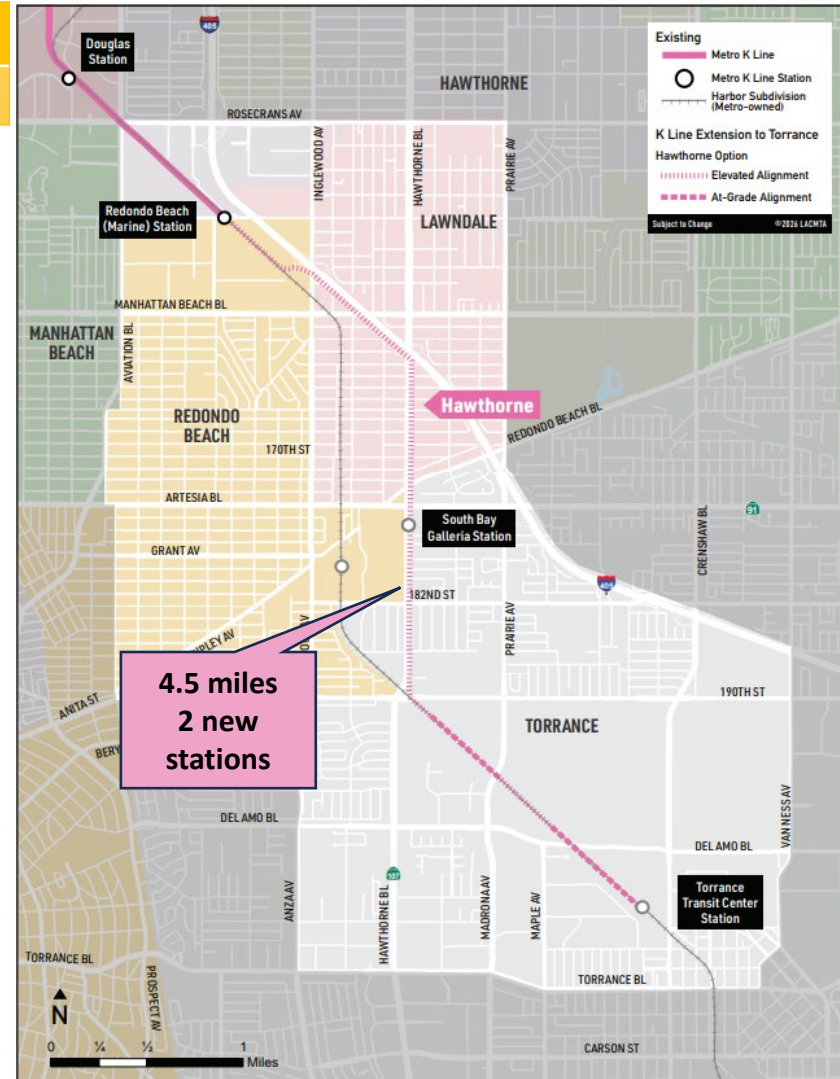 405
Douglas
Station
HAWTHORNE
ROSECRANS AV
INGLEWOOD AV
HAWTHORNE BL
PRAIRIE AV
Existing
Metro K Line
Metro K Line Station
Harbor Subdivision
(Metro-owned)
K Line Extension to Torrance
Hawthorne Option
Elevated Alignment
At-Grade Alignment
Subject to Change
©2026 LACMTA
Redondo Beach
(Marine) Station
LAWNDALE
MANHATTAN BEACH BL
MANHATTAN
BEACH
AVIATION BL
Hawthorne
REDONDO
BEACH
REDONDO BEACH BL
170TH ST
ARTESIA BL
South Bay
Galleria Station
91
CRENSHAW BL
GRANT AV
405
182ND ST
PRAIRIE AV
RIPLEY AV
4.5 miles
2 new
stations
ANITA ST
190TH ST
TORRANCE
BERY
DEL AMO BL
VAN NESS AV
DEL AMO BL
107
ANZA AV
HAWTHORNE BL
MADRONA AV
MAPLE AV
Torrance
Transit Center
Station
TORRANCE BL
PROSPECT AV
TORRANCE BL
N
0 ¼ ½ 1
Miles
CARSON ST